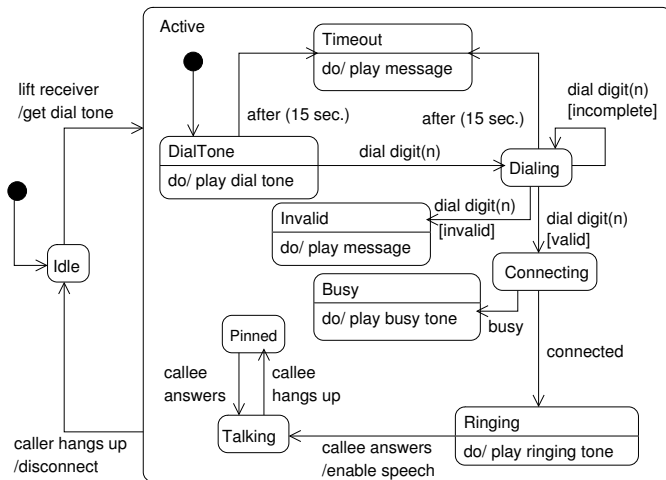 Active
Timeout
do/ play message
lift receiver
/get dial tone
dial digit(n)
[incomplete]
after (15 sec.)
after (15 sec.)
DialTone
do/ play dial tone
dial digit(n)
Dialing
Invalid
do/ play message
dial digit(n)
[invalid]
dial digit(n)
[valid]
Idle
Connecting
Busy
do/ play busy tone
busy
Pinned
connected
callee
answers
callee
hangs up
Talking
Ringing
do/ play ringing tone
callee answers
/enable speech
caller hangs up
/disconnect